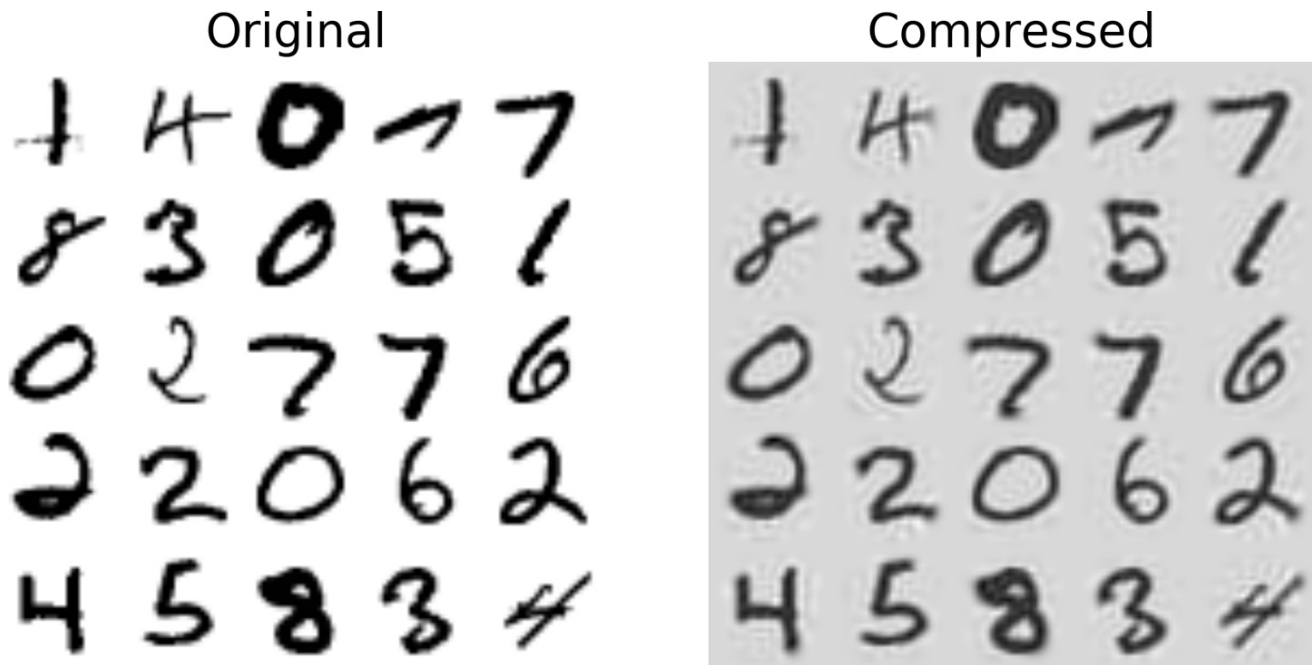 Original Compressed
1 4 0 7 7 1 4 0 7 7
8 3 0 5 1 8 3 0 5 1
0 2 7 7 6 0 2 7 7 6
2 2 0 6 2 2 2 0 6 2
4 5 8 3 4 4 5 8 3 4